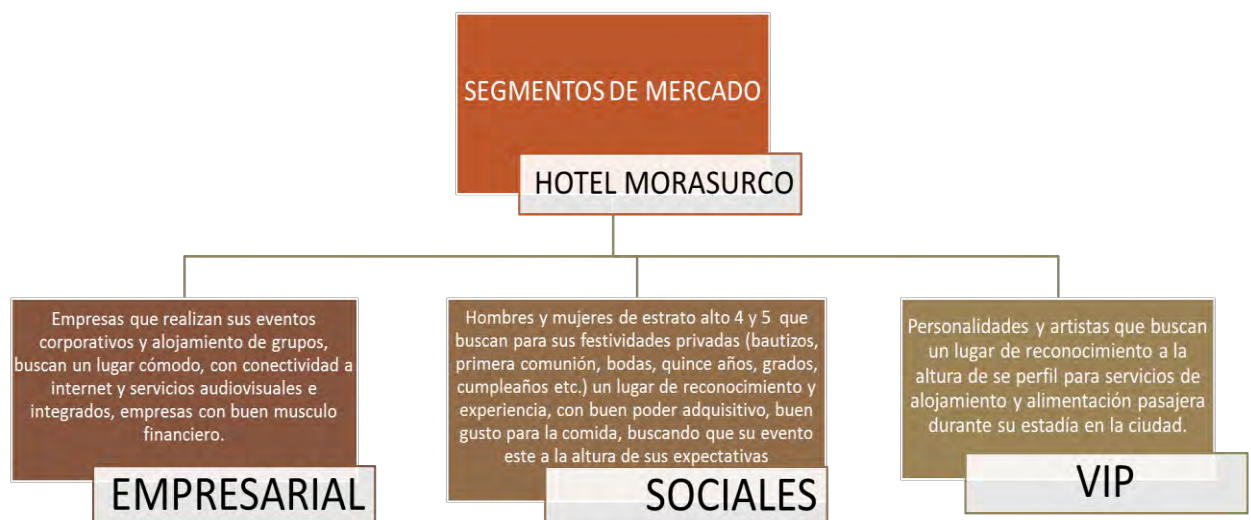 SEGMENTOS DE MERCADO
HOTEL MORASURCO
Empresas que realizan sus eventos
corporativos y alojamiento de grupos,
buscan un lugar cómodo, con conectividad a
internet y servicios audiovisuales e
integrados, empresas con buen musculo
financiero.
EMPRESARIAL
Hombres y mujeres de estrato alto 4 y 5 que
buscan para sus festividades privadas (bautizos,
primera comunión, bodas, quince años, grados,
cumpleaños etc.) un lugar de reconocimiento y
experiencia, con buen poder adquisitivo, buen
gusto para la comida, buscando que su evento
este a la altura de sus expectativas
SOCIALES
Personalidades y artistas que buscan
un lugar de reconocimiento a la
altura de se perfil para servicios de
alojamiento y alimentación pasajera
durante su estadía en la ciudad.
VIP